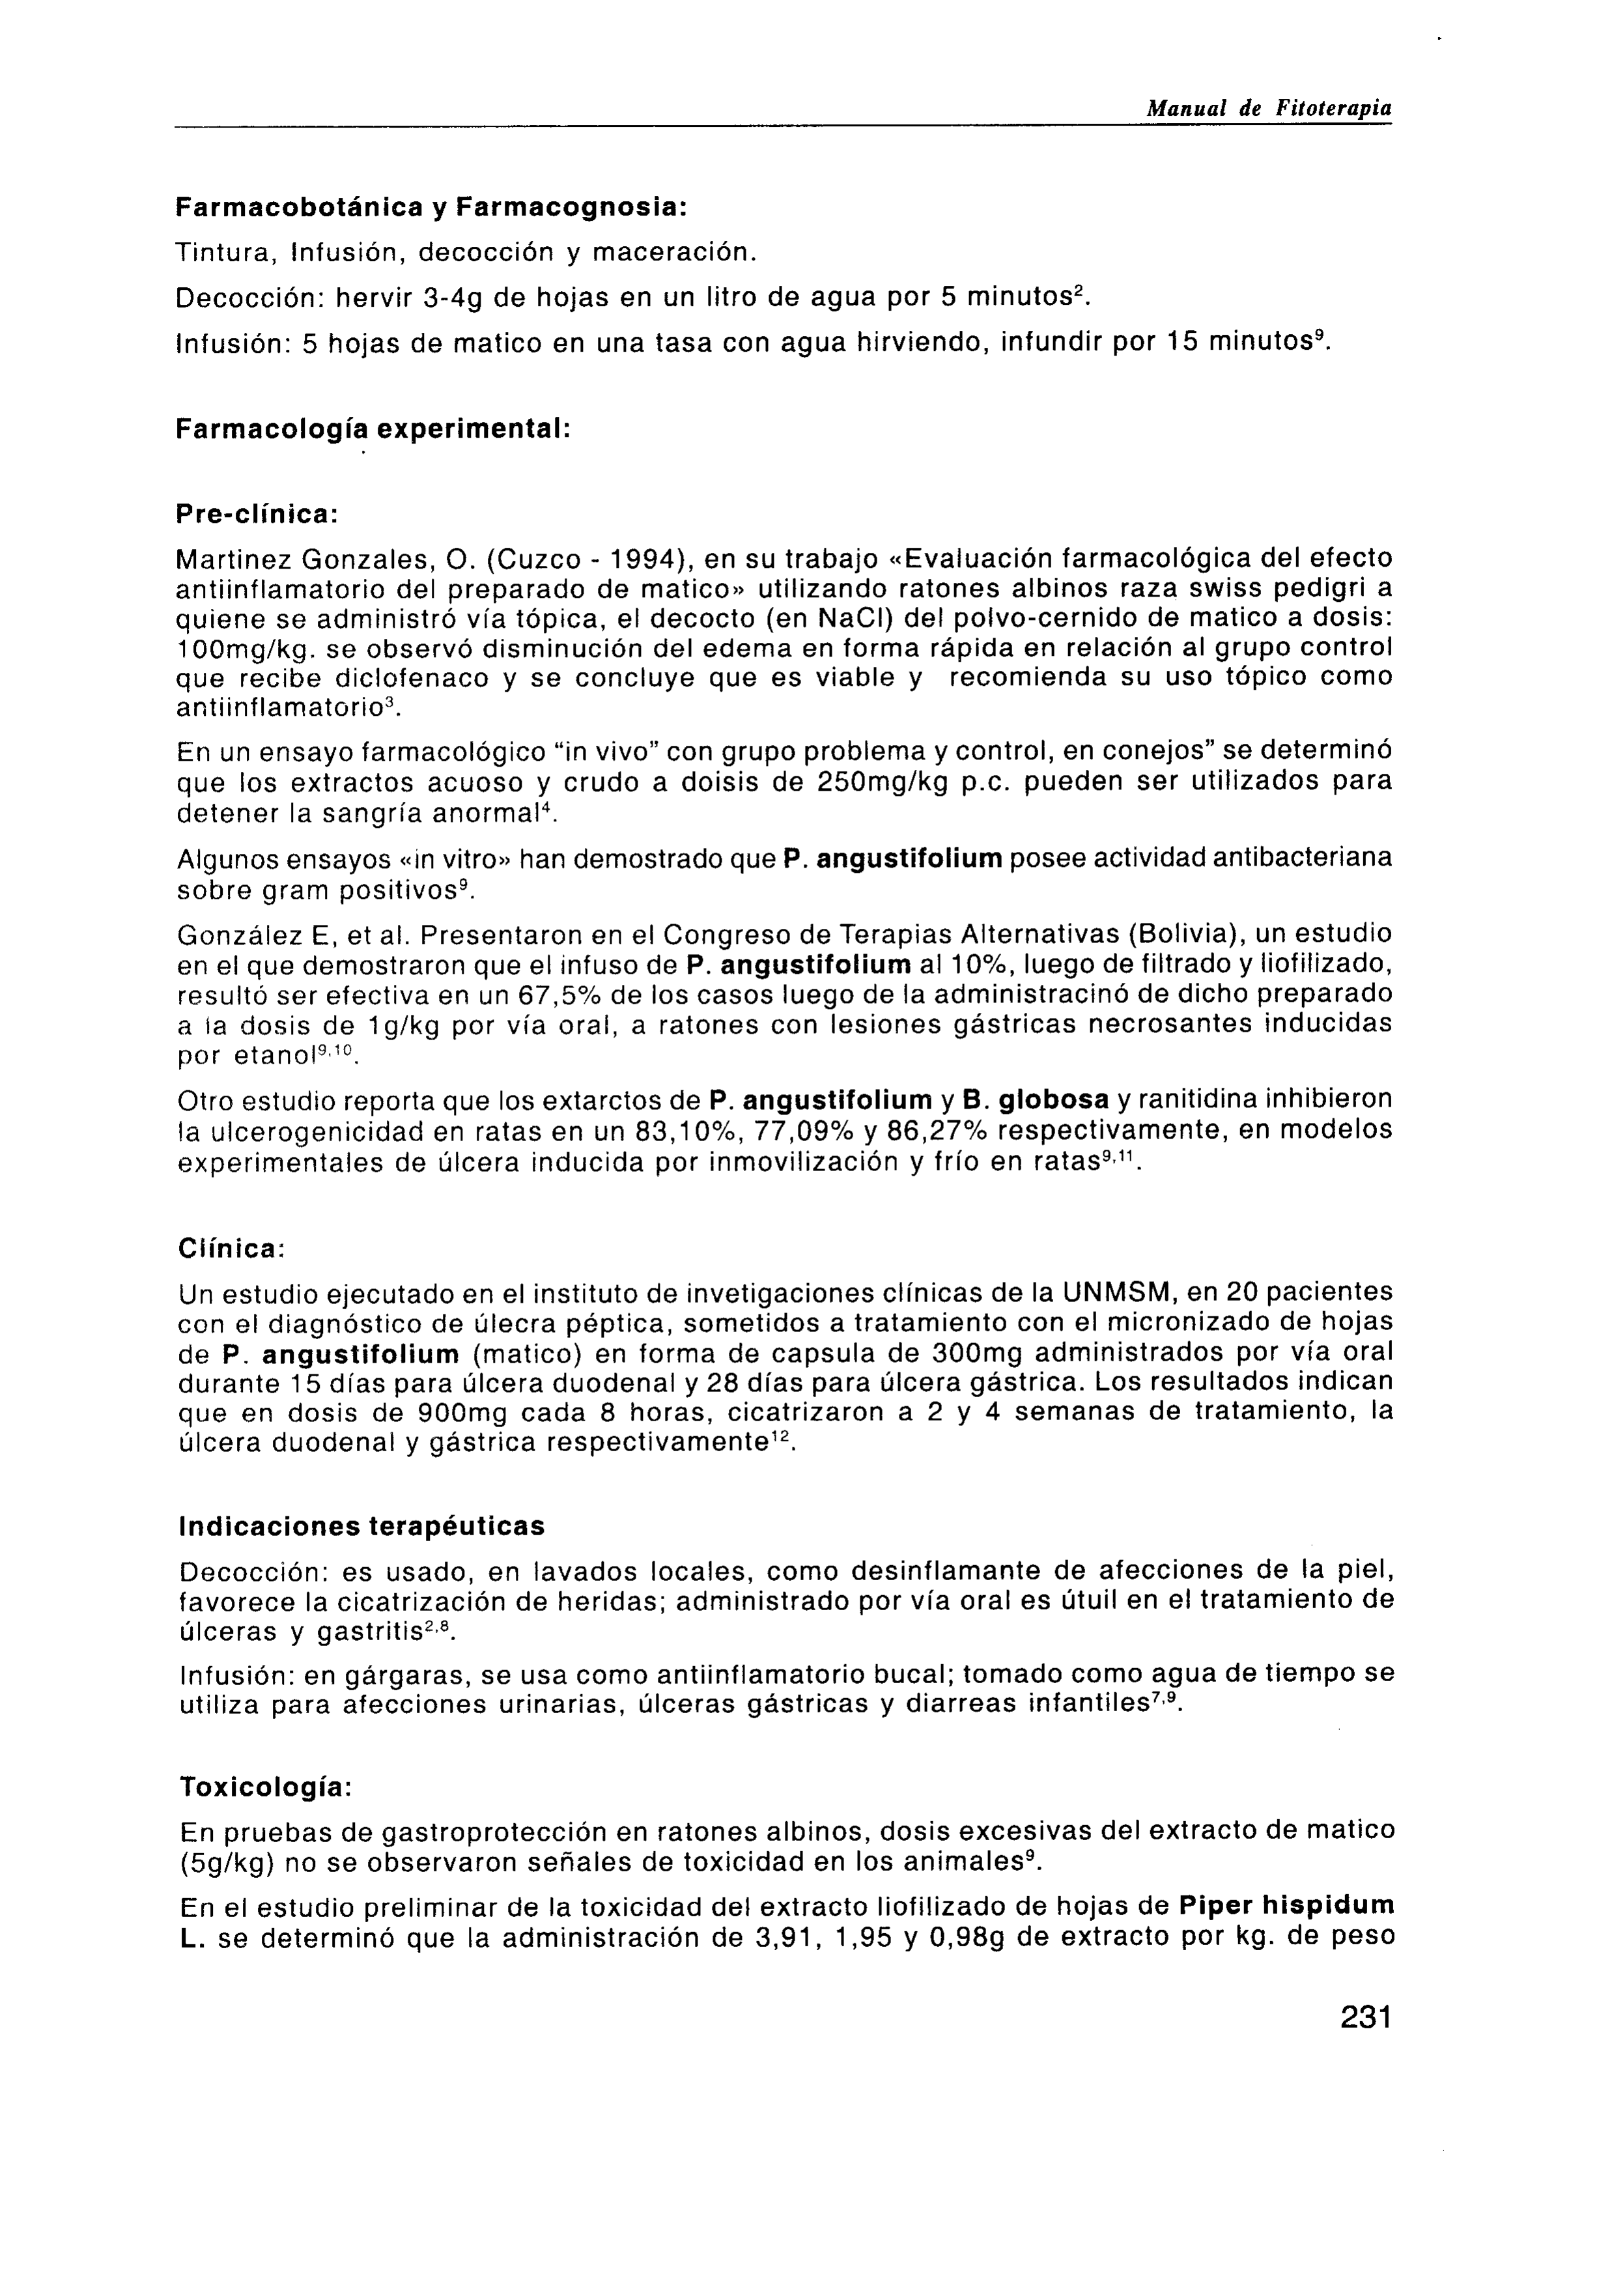 Manual de Fitoterapia
Farmacobotánica y Farmacognosia:
Tintura, Infusión, decocción y maceración.
Decocción: hervir 3-4g de hojas en un litro de agua por 5 minutos².
Infusión: 5 hojas de matico en una tasa con agua hirviendo, infundir por 15 minutos⁹.
Farmacología experimental:
Pre-clínica:
Martinez Gonzales, O. (Cuzco - 1994), en su trabajo «Evaluación farmacológica del efecto
antiinflamatorio del preparado de matico» utilizando ratones albinos raza swiss pedigri a
quiene se administró vía tópica, el decocto (en NaCl) del polvo-cernido de matico a dosis:
100mg/kg. se observó disminución del edema en forma rápida en relación al grupo control
que recibe diclofenaco y se concluye que es viable y recomienda su uso tópico como
antiinflamatorio³.
En un ensayo farmacológico “in vivo” con grupo problema y control, en conejos” se determinó
que los extractos acuoso y crudo a doisis de 250mg/kg p.c. pueden ser utilizados para
detener la sangría anormal⁴.
Algunos ensayos «in vitro» han demostrado que P. angustifolium posee actividad antibacteriana
sobre gram positivos⁹.
González E, et al. Presentaron en el Congreso de Terapias Alternativas (Bolivia), un estudio
en el que demostraron que el infuso de P. angustifolium al 10%, luego de filtrado y liofilizado,
resultó ser efectiva en un 67,5% de los casos luego de la administracinó de dicho preparado
a la dosis de 1g/kg por vía oral, a ratones con lesiones gástricas necrosantes inducidas
por etanol⁹,¹⁰.
Otro estudio reporta que los extarctos de P. angustifolium y B. globosa y ranitidina inhibieron
la ulcerogenicidad en ratas en un 83,10%, 77,09% y 86,27% respectivamente, en modelos
experimentales de úlcera inducida por inmovilización y frío en ratas⁹,¹¹.
Clínica:
Un estudio ejecutado en el instituto de invetigaciones clínicas de la UNMSM, en 20 pacientes
con el diagnóstico de úlecra péptica, sometidos a tratamiento con el micronizado de hojas
de P. angustifolium (matico) en forma de capsula de 300mg administrados por vía oral
durante 15 días para úlcera duodenal y 28 días para úlcera gástrica. Los resultados indican
que en dosis de 900mg cada 8 horas, cicatrizaron a 2 y 4 semanas de tratamiento, la
úlcera duodenal y gástrica respectivamente¹².
Indicaciones terapéuticas
Decocción: es usado, en lavados locales, como desinflamante de afecciones de la piel,
favorece la cicatrización de heridas; administrado por vía oral es útuil en el tratamiento de
úlceras y gastritis²,⁸.
Infusión: en gárgaras, se usa como antiinflamatorio bucal; tomado como agua de tiempo se
utiliza para afecciones urinarias, úlceras gástricas y diarreas infantiles⁷,⁹.
Toxicología:
En pruebas de gastroprotección en ratones albinos, dosis excesivas del extracto de matico
(5g/kg) no se observaron señales de toxicidad en los animales⁹.
En el estudio preliminar de la toxicidad del extracto liofilizado de hojas de Piper hispidum
L. se determinó que la administración de 3,91, 1,95 y 0,98g de extracto por kg. de peso
231